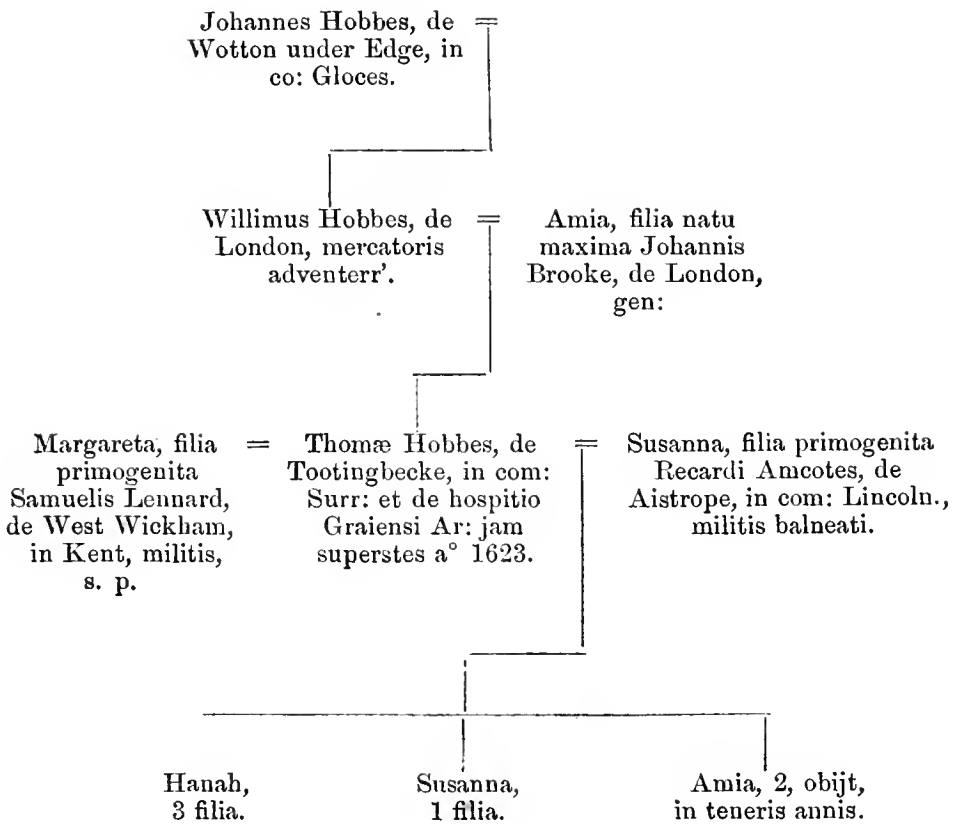 Johannes Hobbes, de =
Wotton under Edge, in
co: Gloces.
Willimus Hobbes, de =
London, mercatoris
adventerr'.
Amia, filia natu
maxima Johannis
Brooke, de London,
gen:
Margareta, filia =
primogenita
Samuelis Lennard,
de West Wickham,
in Kent, militis,
s. p.
Thomæ Hobbes, de =
Tootingbecke, in com:
Surr: et de hospitio
Graiensi Ar: jam
superstes a° 1623.
Susanna, filia primogenita
Recardi Amcotes, de
Aistrope, in com: Lincoln.,
militis balneati.
Hanah,
3 filia.
Susanna,
1 filia.
Amia, 2, obijt,
in teneris annis.